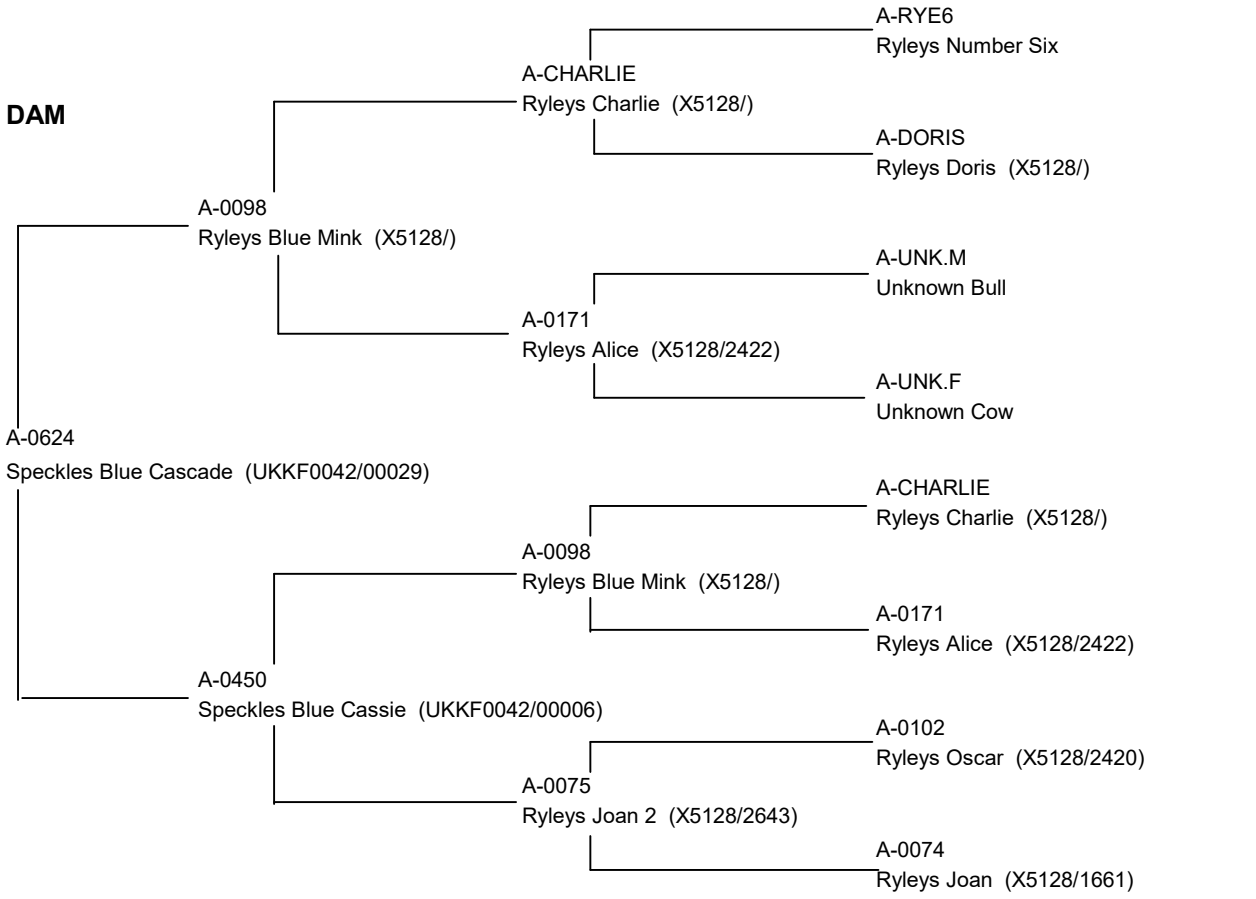 A-RYE6
Ryleys Number Six
A-CHARLIE
Ryleys Charlie (X5128/)
DAM
A-DORIS
Ryleys Doris (X5128/)
A-0098
Ryleys Blue Mink (X5128/)
A-UNK.M
Unknown Bull
A-0171
Ryleys Alice (X5128/2422)
A-UNK.F
Unknown Cow
A-0624
Speckles Blue Cascade (UKKF0042/00029)
A-CHARLIE
Ryleys Charlie (X5128/)
A-0098
Ryleys Blue Mink (X5128/)
A-0171
Ryleys Alice (X5128/2422)
A-0450
Speckles Blue Cassie (UKKF0042/00006)
A-0102
Ryleys Oscar (X5128/2420)
A-0075
Ryleys Joan 2 (X5128/2643)
A-0074
Ryleys Joan (X5128/1661)